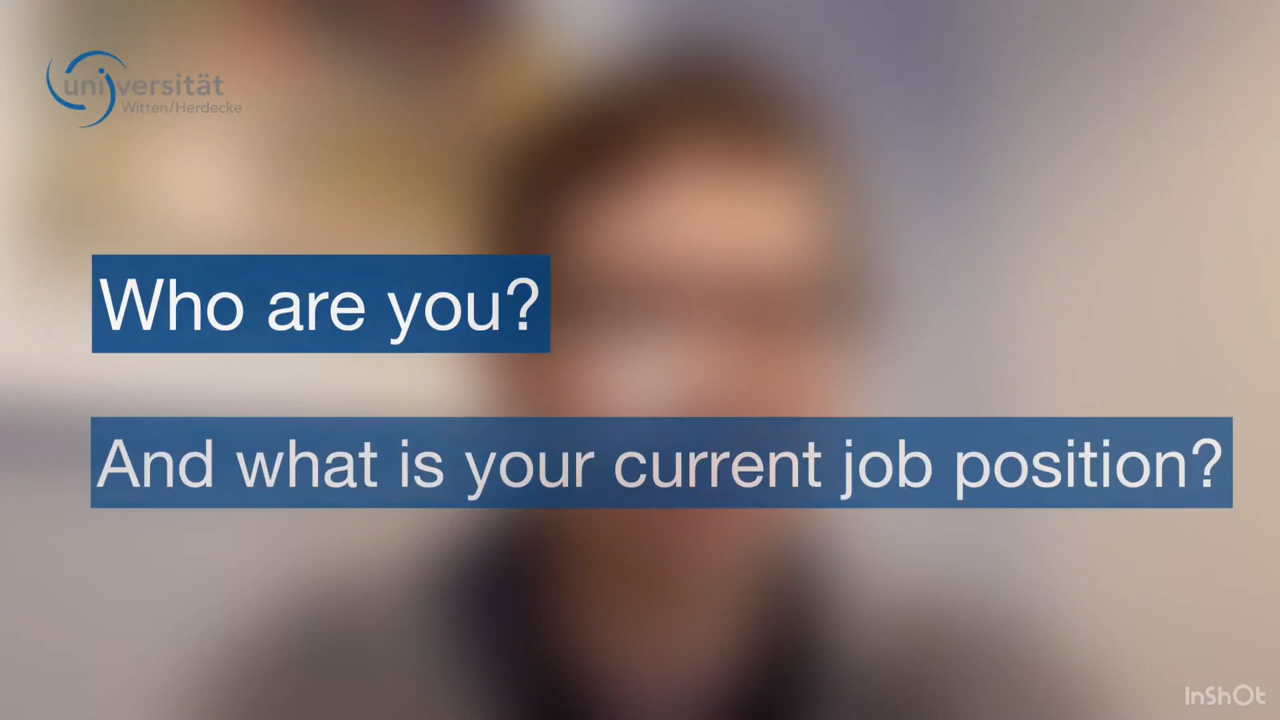 universität
Witten/Herdecke
Who are you?
And what is your current job position?
InShOt